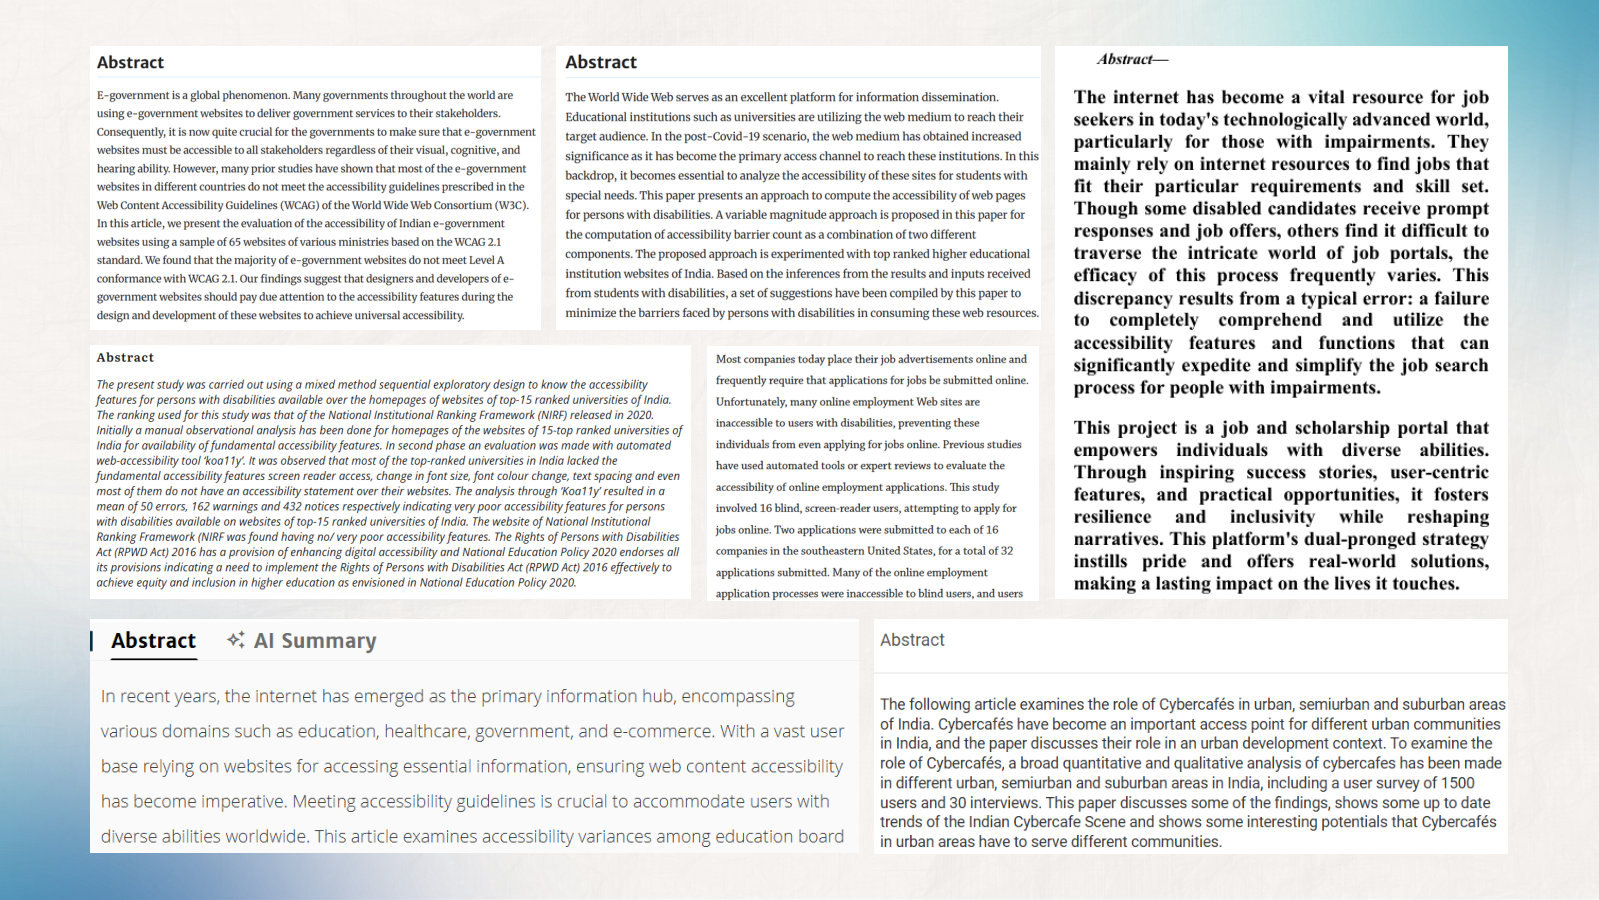 Abstract
E-government is a global phenomenon. Many governments throughout the world are
using e-government websites to deliver government services to their stakeholders.
Consequently, it is now quite crucial for the governments to make sure that e-government
websites must be accessible to all stakeholders regardless of their visual, cognitive, and
hearing ability. However, many prior studies have shown that most of the e-government
websites in different countries do not meet the accessibility guidelines prescribed in the
Web Content Accessibility Guidelines (WCAG) of the World Wide Web Consortium (W3C).
In this article, we present the evaluation of the accessibility of Indian e-government
websites using a sample of 65 websites of various ministries based on the WCAG 2.1
standard. We found that the majority of e-government websites do not meet Level A
conformance with WCAG 2.1. Our findings suggest that designers and developers of e-
government websites should pay due attention to the accessibility features during the
design and development of these websites to achieve universal accessibility.
Abstract
The World Wide Web serves as an excellent platform for information dissemination.
Educational institutions such as universities are utilizing the web medium to reach their
target audience. In the post-Covid-19 scenario, the web medium has obtained increased
significance as it has become the primary access channel to reach these institutions. In this
backdrop, it becomes essential to analyze the accessibility of these sites for students with
special needs. This paper presents an approach to compute the accessibility of web pages
for persons with disabilities. A variable magnitude approach is proposed in this paper for
the computation of accessibility barrier count as a combination of two different
components. The proposed approach is experimented with top ranked higher educational
institution websites of India. Based on the inferences from the results and inputs received
from students with disabilities, a set of suggestions have been compiled by this paper to
minimize the barriers faced by persons with disabilities in consuming these web resources.
Abstract—
The internet has become a vital resource for job
seekers in today's technologically advanced world,
particularly for those with impairments. They
mainly rely on internet resources to find jobs that
fit their particular requirements and skill set.
Though some disabled candidates receive prompt
responses and job offers, others find it difficult to
traverse the intricate world of job portals, the
efficacy of this process frequently varies. This
discrepancy results from a typical error: a failure
to completely comprehend and utilize the
accessibility features and functions that can
significantly expedite and simplify the job search
process for people with impairments.
This project is a job and scholarship portal that
empowers individuals with diverse abilities.
Through inspiring success stories, user-centric
features, and practical opportunities, it fosters
resilience and inclusivity while reshaping
narratives. This platform's dual-pronged strategy
instills pride and offers real-world solutions,
making a lasting impact on the lives it touches.
Abstract
The present study was carried out using a mixed method sequential exploratory design to know the accessibility
features for persons with disabilities available over the homepages of websites of top-15 ranked universities of India.
The ranking used for this study was that of the National Institutional Ranking Framework (NIRF) released in 2020.
Initially a manual observational analysis has been done for homepages of the websites of 15-top ranked universities of
India for availability of fundamental accessibility features. In second phase an evaluation was made with automated
web-accessibility tool 'koa11y'. It was observed that most of the top-ranked universities in India lacked the
fundamental accessibility features screen reader access, change in font size, font colour change, text spacing and even
most of them do not have an accessibility statement over their websites. The analysis through 'Koa11y' resulted in a
mean of 50 errors, 162 warnings and 432 notices respectively indicating very poor accessibility features for persons
with disabilities available on websites of top-15 ranked universities of India. The website of National Institutional
Ranking Framework (NIRF was found having no/ very poor accessibility features. The Rights of Persons with Disabilities
Act (RPWD Act) 2016 has a provision of enhancing digital accessibility and National Education Policy 2020 endorses all
its provisions indicating a need to implement the Rights of Persons with Disabilities Act (RPWD Act) 2016 effectively to
achieve equity and inclusion in higher education as envisioned in National Education Policy 2020.
Most companies today place their job advertisements online and
frequently require that applications for jobs be submitted online.
Unfortunately, many online employment Web sites are
inaccessible to users with disabilities, preventing these
individuals from even applying for jobs online. Previous studies
have used automated tools or expert reviews to evaluate the
accessibility of online employment applications. This study
involved 16 blind, screen-reader users, attempting to apply for
jobs online. Two applications were submitted to each of 16
companies in the southeastern United States, for a total of 32
applications submitted. Many of the online employment
application processes were inaccessible to blind users, and users
Abstract AI Summary
In recent years, the internet has emerged as the primary information hub, encompassing
various domains such as education, healthcare, government, and e-commerce. With a vast user
base relying on websites for accessing essential information, ensuring web content accessibility
has become imperative. Meeting accessibility guidelines is crucial to accommodate users with
diverse abilities worldwide. This article examines accessibility variances among education board
Abstract
The following article examines the role of Cybercafés in urban, semiurban and suburban areas
of India. Cybercafés have become an important access point for different urban communities
in India, and the paper discusses their role in an urban development context. To examine the
role of Cybercafés, a broad quantitative and qualitative analysis of cybercafes has been made
in different urban, semiurban and suburban areas in India, including a user survey of 1500
users and 30 interviews. This paper discusses some of the findings, shows some up to date
trends of the Indian Cybercafe Scene and shows some interesting potentials that Cybercafés
in urban areas have to serve different communities.